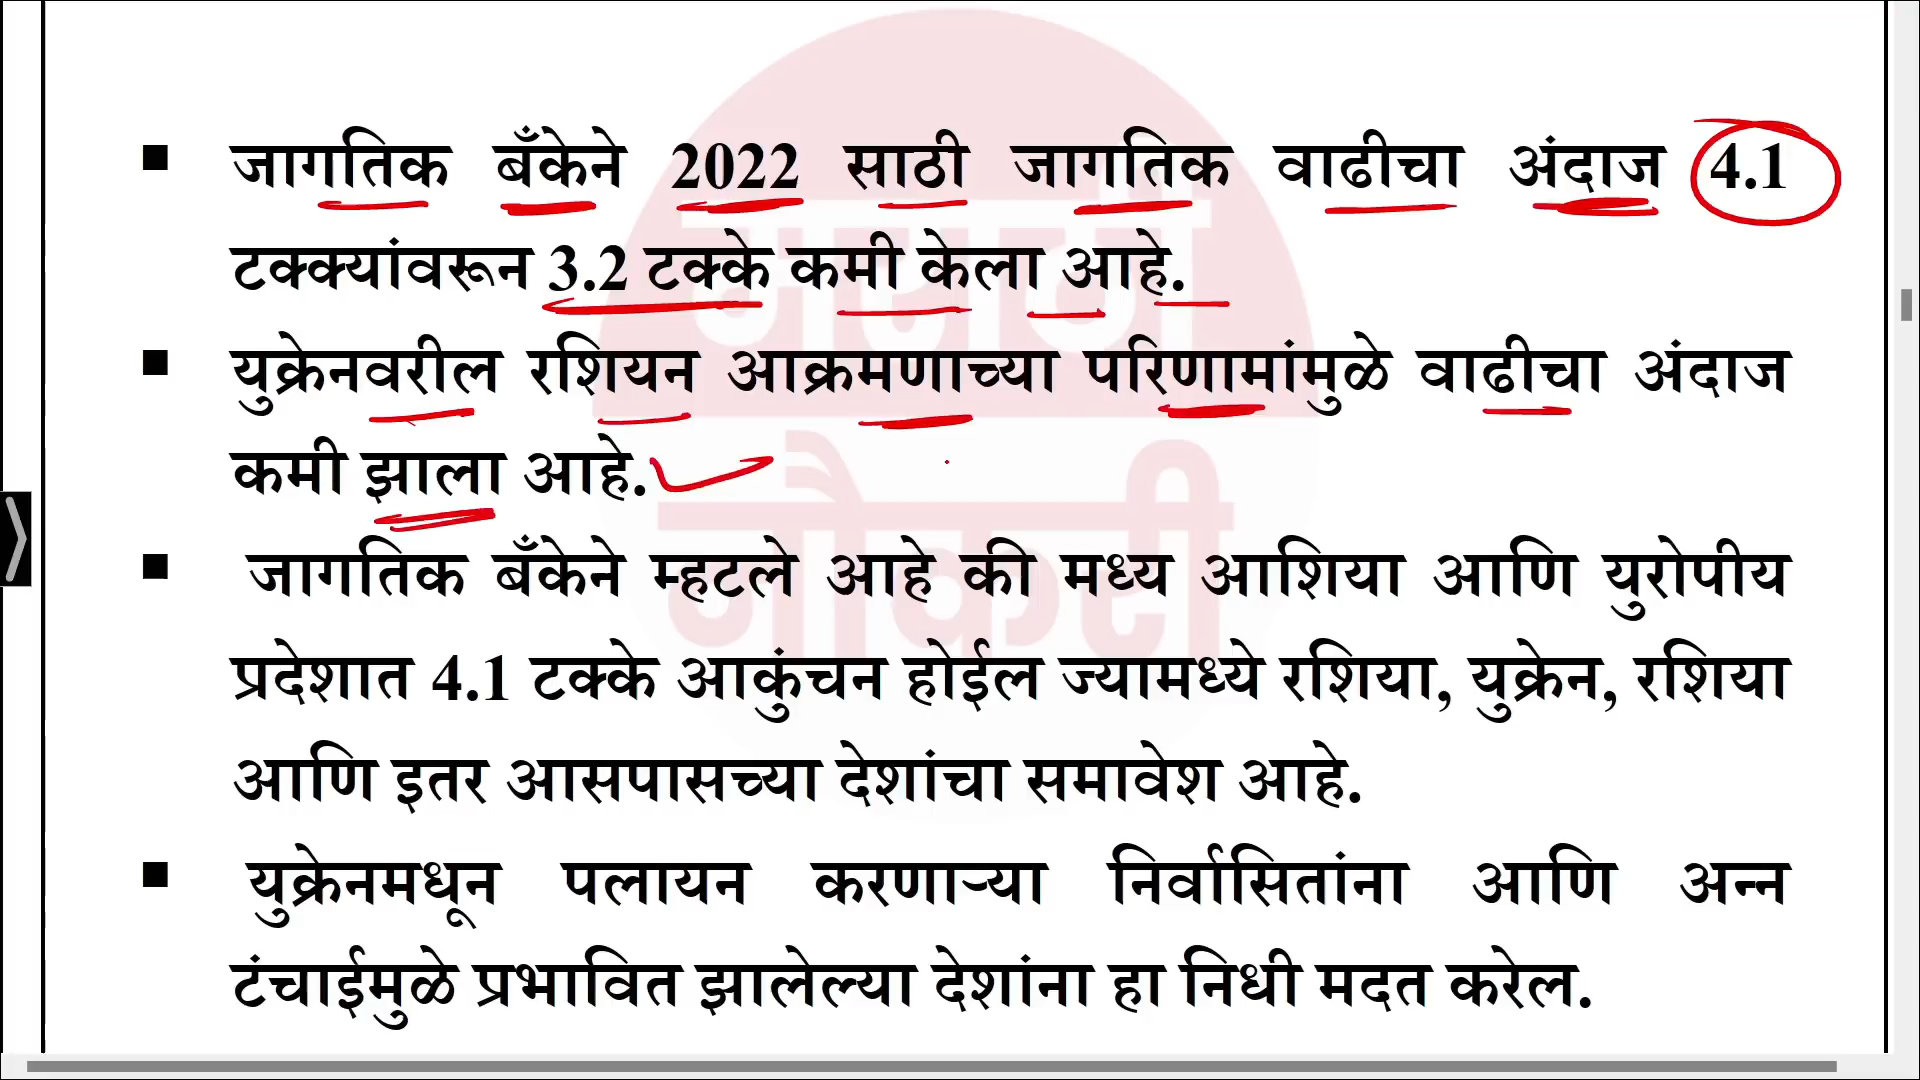 ▪ जागतिक बँकेने 2022 साठी जागतिक वाढीचा अंदाज 4.1
टक्क्यांवरून 3.2 टक्के कमी केला आहे.
▪ युक्रेनवरील रशियन आक्रमणाच्या परिणामांमुळे वाढीचा अंदाज
कमी झाला आहे.
▪ जागतिक बँकेने म्हटले आहे की मध्य आशिया आणि युरोपीय
प्रदेशात 4.1 टक्के आकुंचन होईल ज्यामध्ये रशिया, युक्रेन, रशिया
आणि इतर आसपासच्या देशांचा समावेश आहे.
▪ युक्रेनमधून पलायन करणाऱ्या निर्वासितांना आणि अन्न
टंचाईमुळे प्रभावित झालेल्या देशांना हा निधी मदत करेल.
मराठी
नौकरी